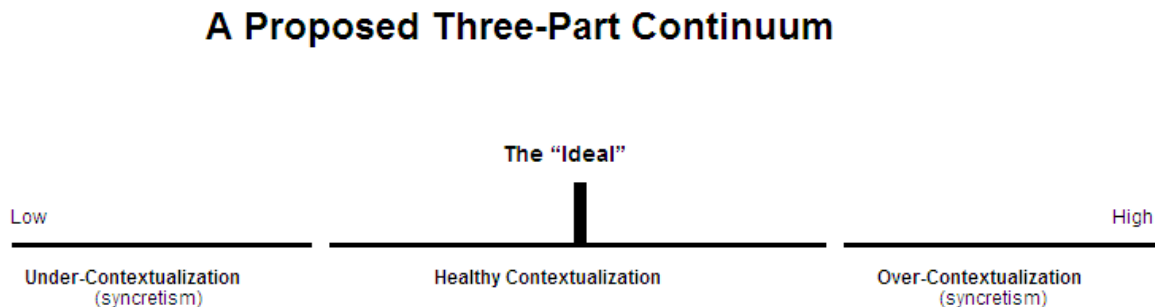 A Proposed Three-Part Continuum
The “Ideal”
Low
High
Under-Contextualization
(syncretism)
Healthy Contextualization
Over-Contextualization
(syncretism)